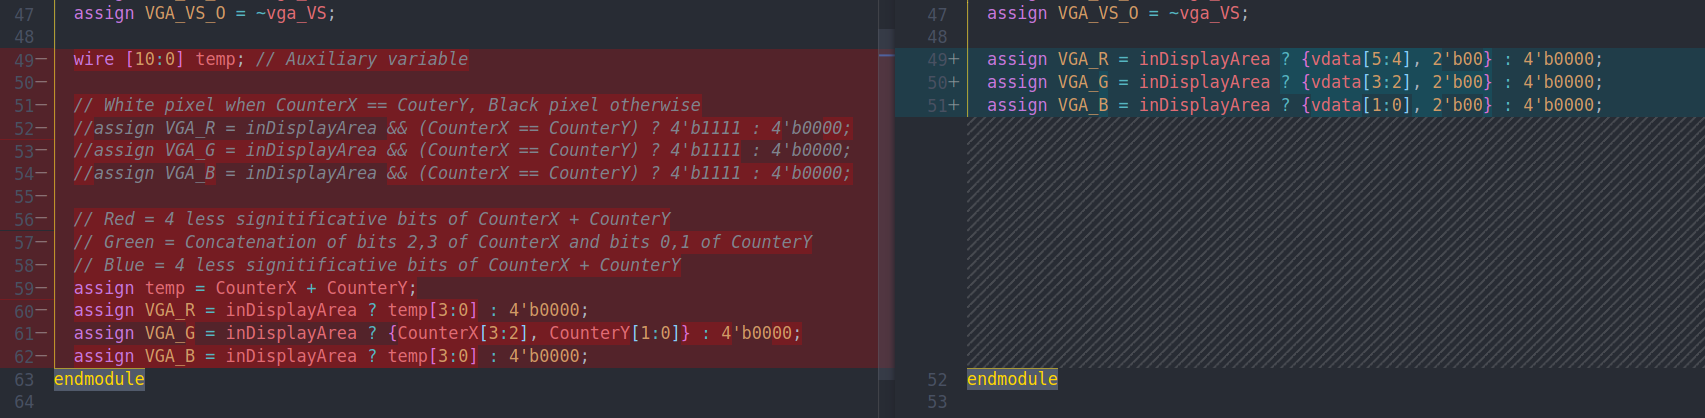 47 assign VGA_VS_O = ~vga_VS;
48
49− wire [10:0] temp; // Auxiliary variable
50−
51− // White pixel when CounterX == CouterY, Black pixel otherwise
52− //assign VGA_R = inDisplayArea && (CounterX == CounterY) ? 4'b1111 : 4'b0000;
53− //assign VGA_G = inDisplayArea && (CounterX == CounterY) ? 4'b1111 : 4'b0000;
54− //assign VGA_B = inDisplayArea && (CounterX == CounterY) ? 4'b1111 : 4'b0000;
55−
56− // Red = 4 less signitificative bits of CounterX + CounterY
57− // Green = Concatenation of bits 2,3 of CounterX and bits 0,1 of CounterY
58− // Blue = 4 less signitificative bits of CounterX + CounterY
59− assign temp = CounterX + CounterY;
60− assign VGA_R = inDisplayArea ? temp[3:0] : 4'b0000;
61− assign VGA_G = inDisplayArea ? {CounterX[3:2], CounterY[1:0]} : 4'b0000;
62− assign VGA_B = inDisplayArea ? temp[3:0] : 4'b0000;
63 endmodule
64
47 assign VGA_VS_O = ~vga_VS;
48
49+ assign VGA_R = inDisplayArea ? {vdata[5:4], 2'b00} : 4'b0000;
50+ assign VGA_G = inDisplayArea ? {vdata[3:2], 2'b00} : 4'b0000;
51+ assign VGA_B = inDisplayArea ? {vdata[1:0], 2'b00} : 4'b0000;
52 endmodule
53